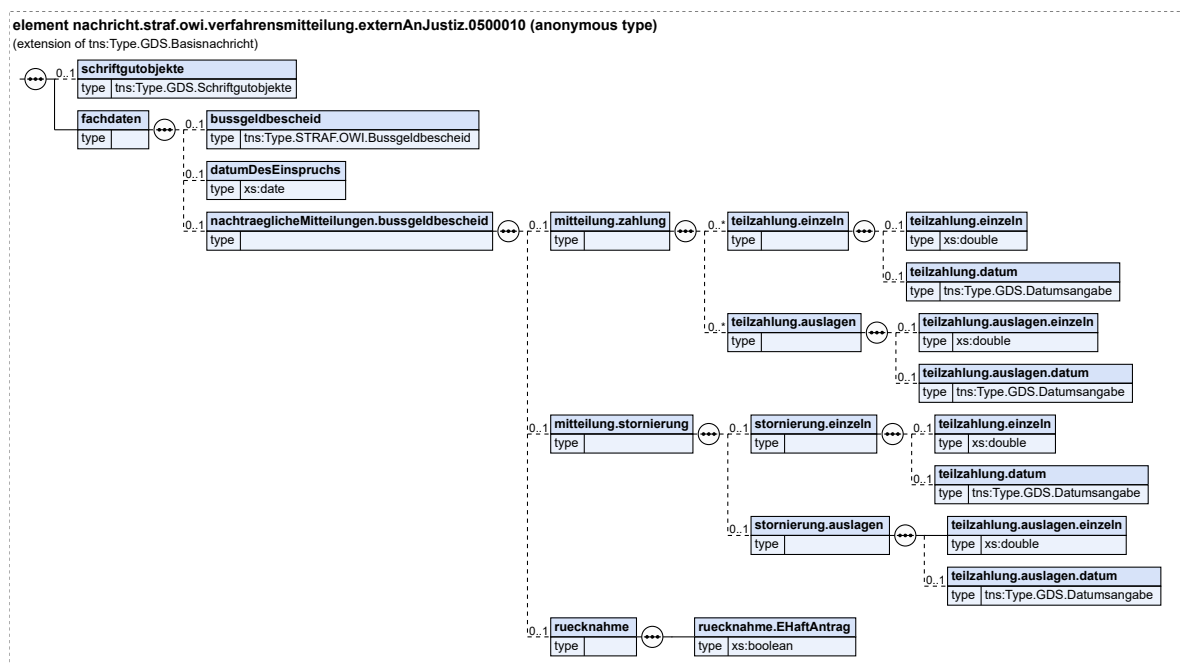 element nachricht.straf.owi.verfahrensmitteilung.externAnJustiz.0500010 (anonymous type)
(extension of tns:Type.GDS.Basisnachricht)
0..1 schriftgutobjekte
type tns:Type.GDS.Schriftgutobjekte
fachdaten
type
0..1 bussgeldbescheid
type tns:Type.STRAF.OWI.Bussgeldbescheid
0..1 datumDesEinspruchs
type xs:date
0..1 nachtraeglicheMitteilungen.bussgeldbescheid
type
0..1 mitteilung.zahlung
type
0..* teilzahlung.einzeln
type
0..1 teilzahlung.einzeln
type xs:double
0..1 teilzahlung.datum
type tns:Type.GDS.Datumsangabe
0..* teilzahlung.auslagen
type
0..1 teilzahlung.auslagen.einzeln
type xs:double
0..1 teilzahlung.auslagen.datum
type tns:Type.GDS.Datumsangabe
0..1 mitteilung.stornierung
type
0..1 stornierung.einzeln
type
0..1 teilzahlung.einzeln
type xs:double
0..1 teilzahlung.datum
type tns:Type.GDS.Datumsangabe
0..1 stornierung.auslagen
type
teilzahlung.auslagen.einzeln
type xs:double
0..1 teilzahlung.auslagen.datum
type tns:Type.GDS.Datumsangabe
0..1 ruecknahme
type
ruecknahme.EHaftAntrag
type xs:boolean